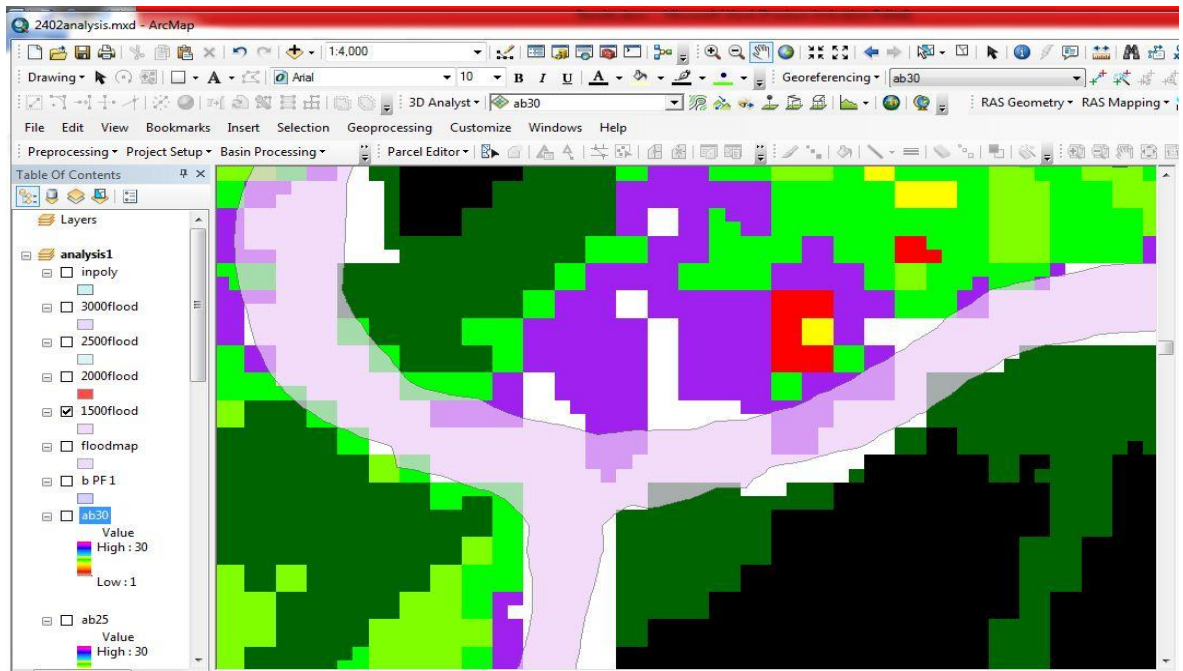 2402analysis.mxd - ArcMap
1:4,000
Drawing Arial 10 B I U A Georeferencing ab30
3D Analyst ab30 RAS Geometry RAS Mapping
File Edit View Bookmarks Insert Selection Geoprocessing Customize Windows Help
Preprocessing Project Setup Basin Processing Parcel Editor
Table Of Contents
Layers
analysis1
inpoly
3000flood
2500flood
2000flood
1500flood
floodmap
b PF 1
ab30
Value
High : 30
Low : 1
ab25
Value
High : 30